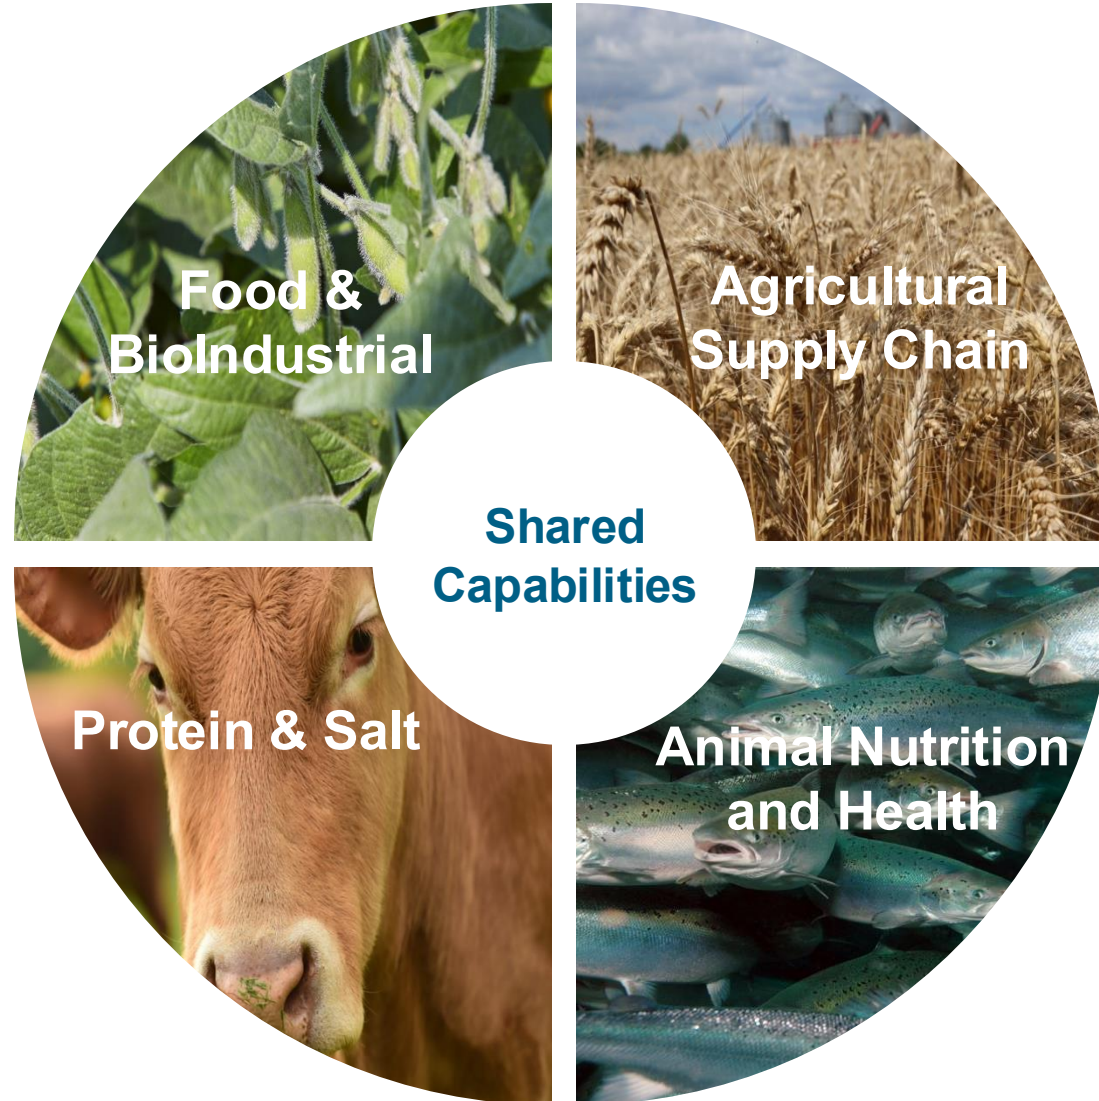 Food &
BioIndustrial
Agricultural
Supply Chain
Shared
Capabilities
Protein & Salt
Animal Nutrition
and Health